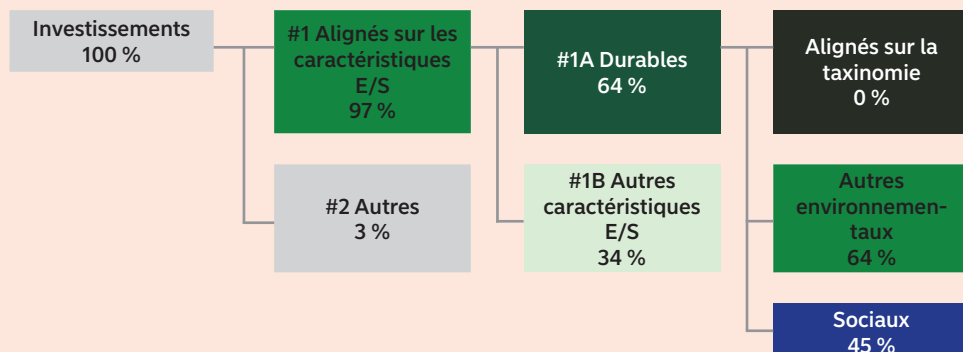 Investissements
100 %
#1 Alignés sur les
caractéristiques
E/S
97 %
#1A Durables
64 %
Alignés sur la
taxinomie
0 %
#2 Autres
3 %
#1B Autres
caractéristiques
E/S
34 %
Autres
environnemen-
taux
64 %
Sociaux
45 %